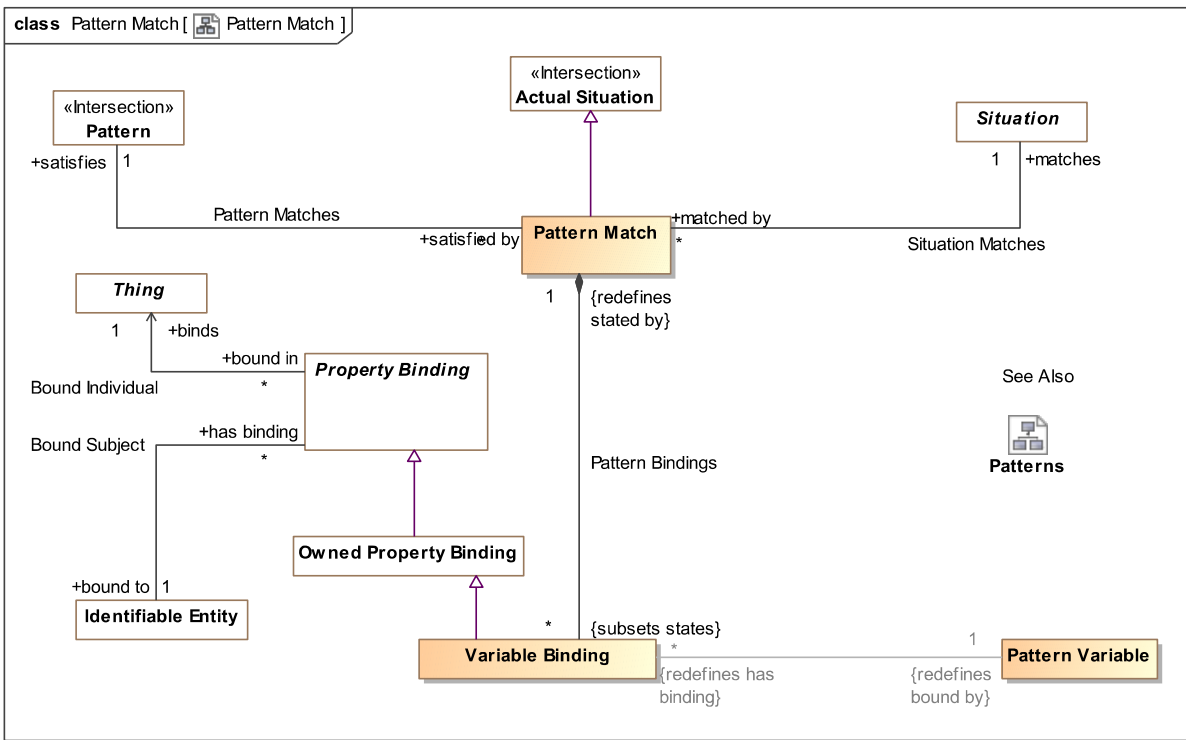 class Pattern Match [ Pattern Match ]
«Intersection»
Actual Situation
«Intersection»
Pattern
Situation
+satisfies
1
1
+matches
Pattern Matches
+satisfied by
*
Pattern Match
+matched by
*
Situation Matches
Thing
1
+binds
1
{redefines
stated by}
+bound in
*
Bound Individual
Property Binding
See Also
Bound Subject
+has binding
*
Pattern Bindings
Patterns
Owned Property Binding
+bound to
1
Identifiable Entity
*
{subsets states}
Variable Binding
*
1
{redefines has
binding}
{redefines
bound by}
Pattern Variable